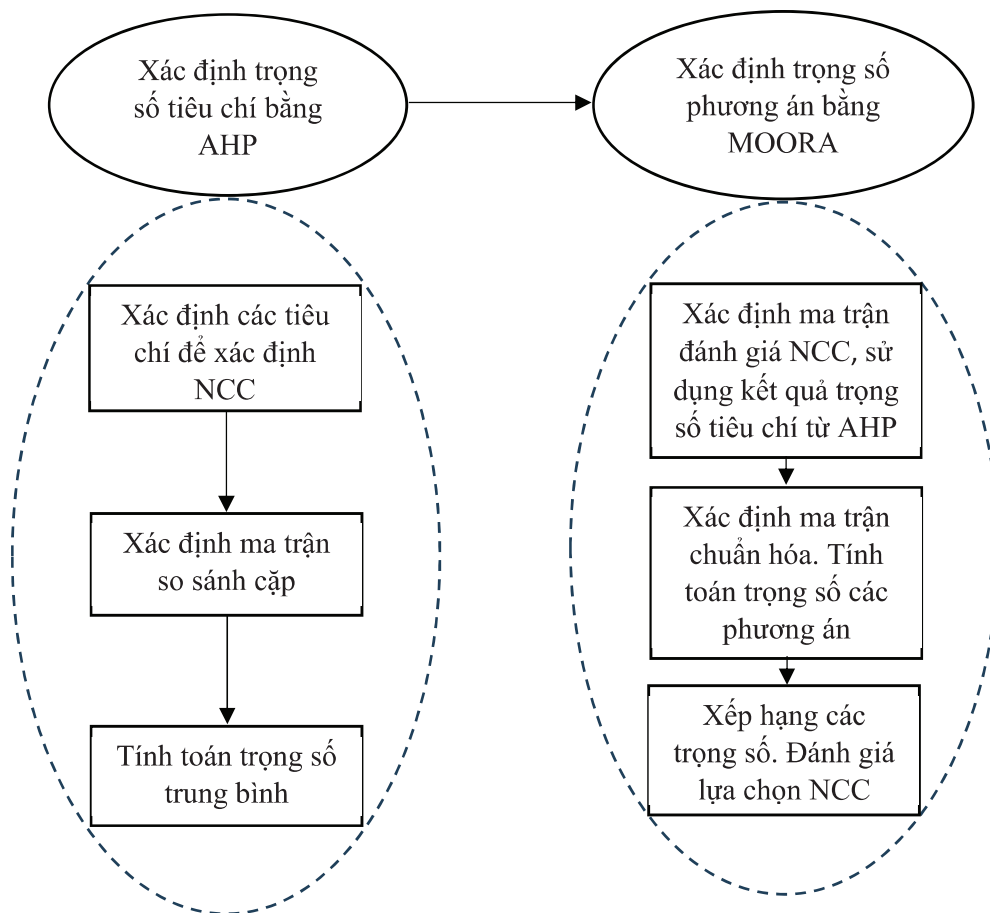 Xác định trọng
số tiêu chí bằng
AHP
Xác định trọng số
phương án bằng
MOORA
Xác định các tiêu
chí để xác định
NCC
Xác định ma trận
so sánh cặp
Tính toán trọng số
trung bình
Xác định ma trận
đánh giá NCC, sử
dụng kết quả trọng
số tiêu chí từ AHP
Xác định ma trận
chuẩn hóa. Tính
toán trọng số các
phương án
Xếp hạng các
trọng số. Đánh giá
lựa chọn NCC